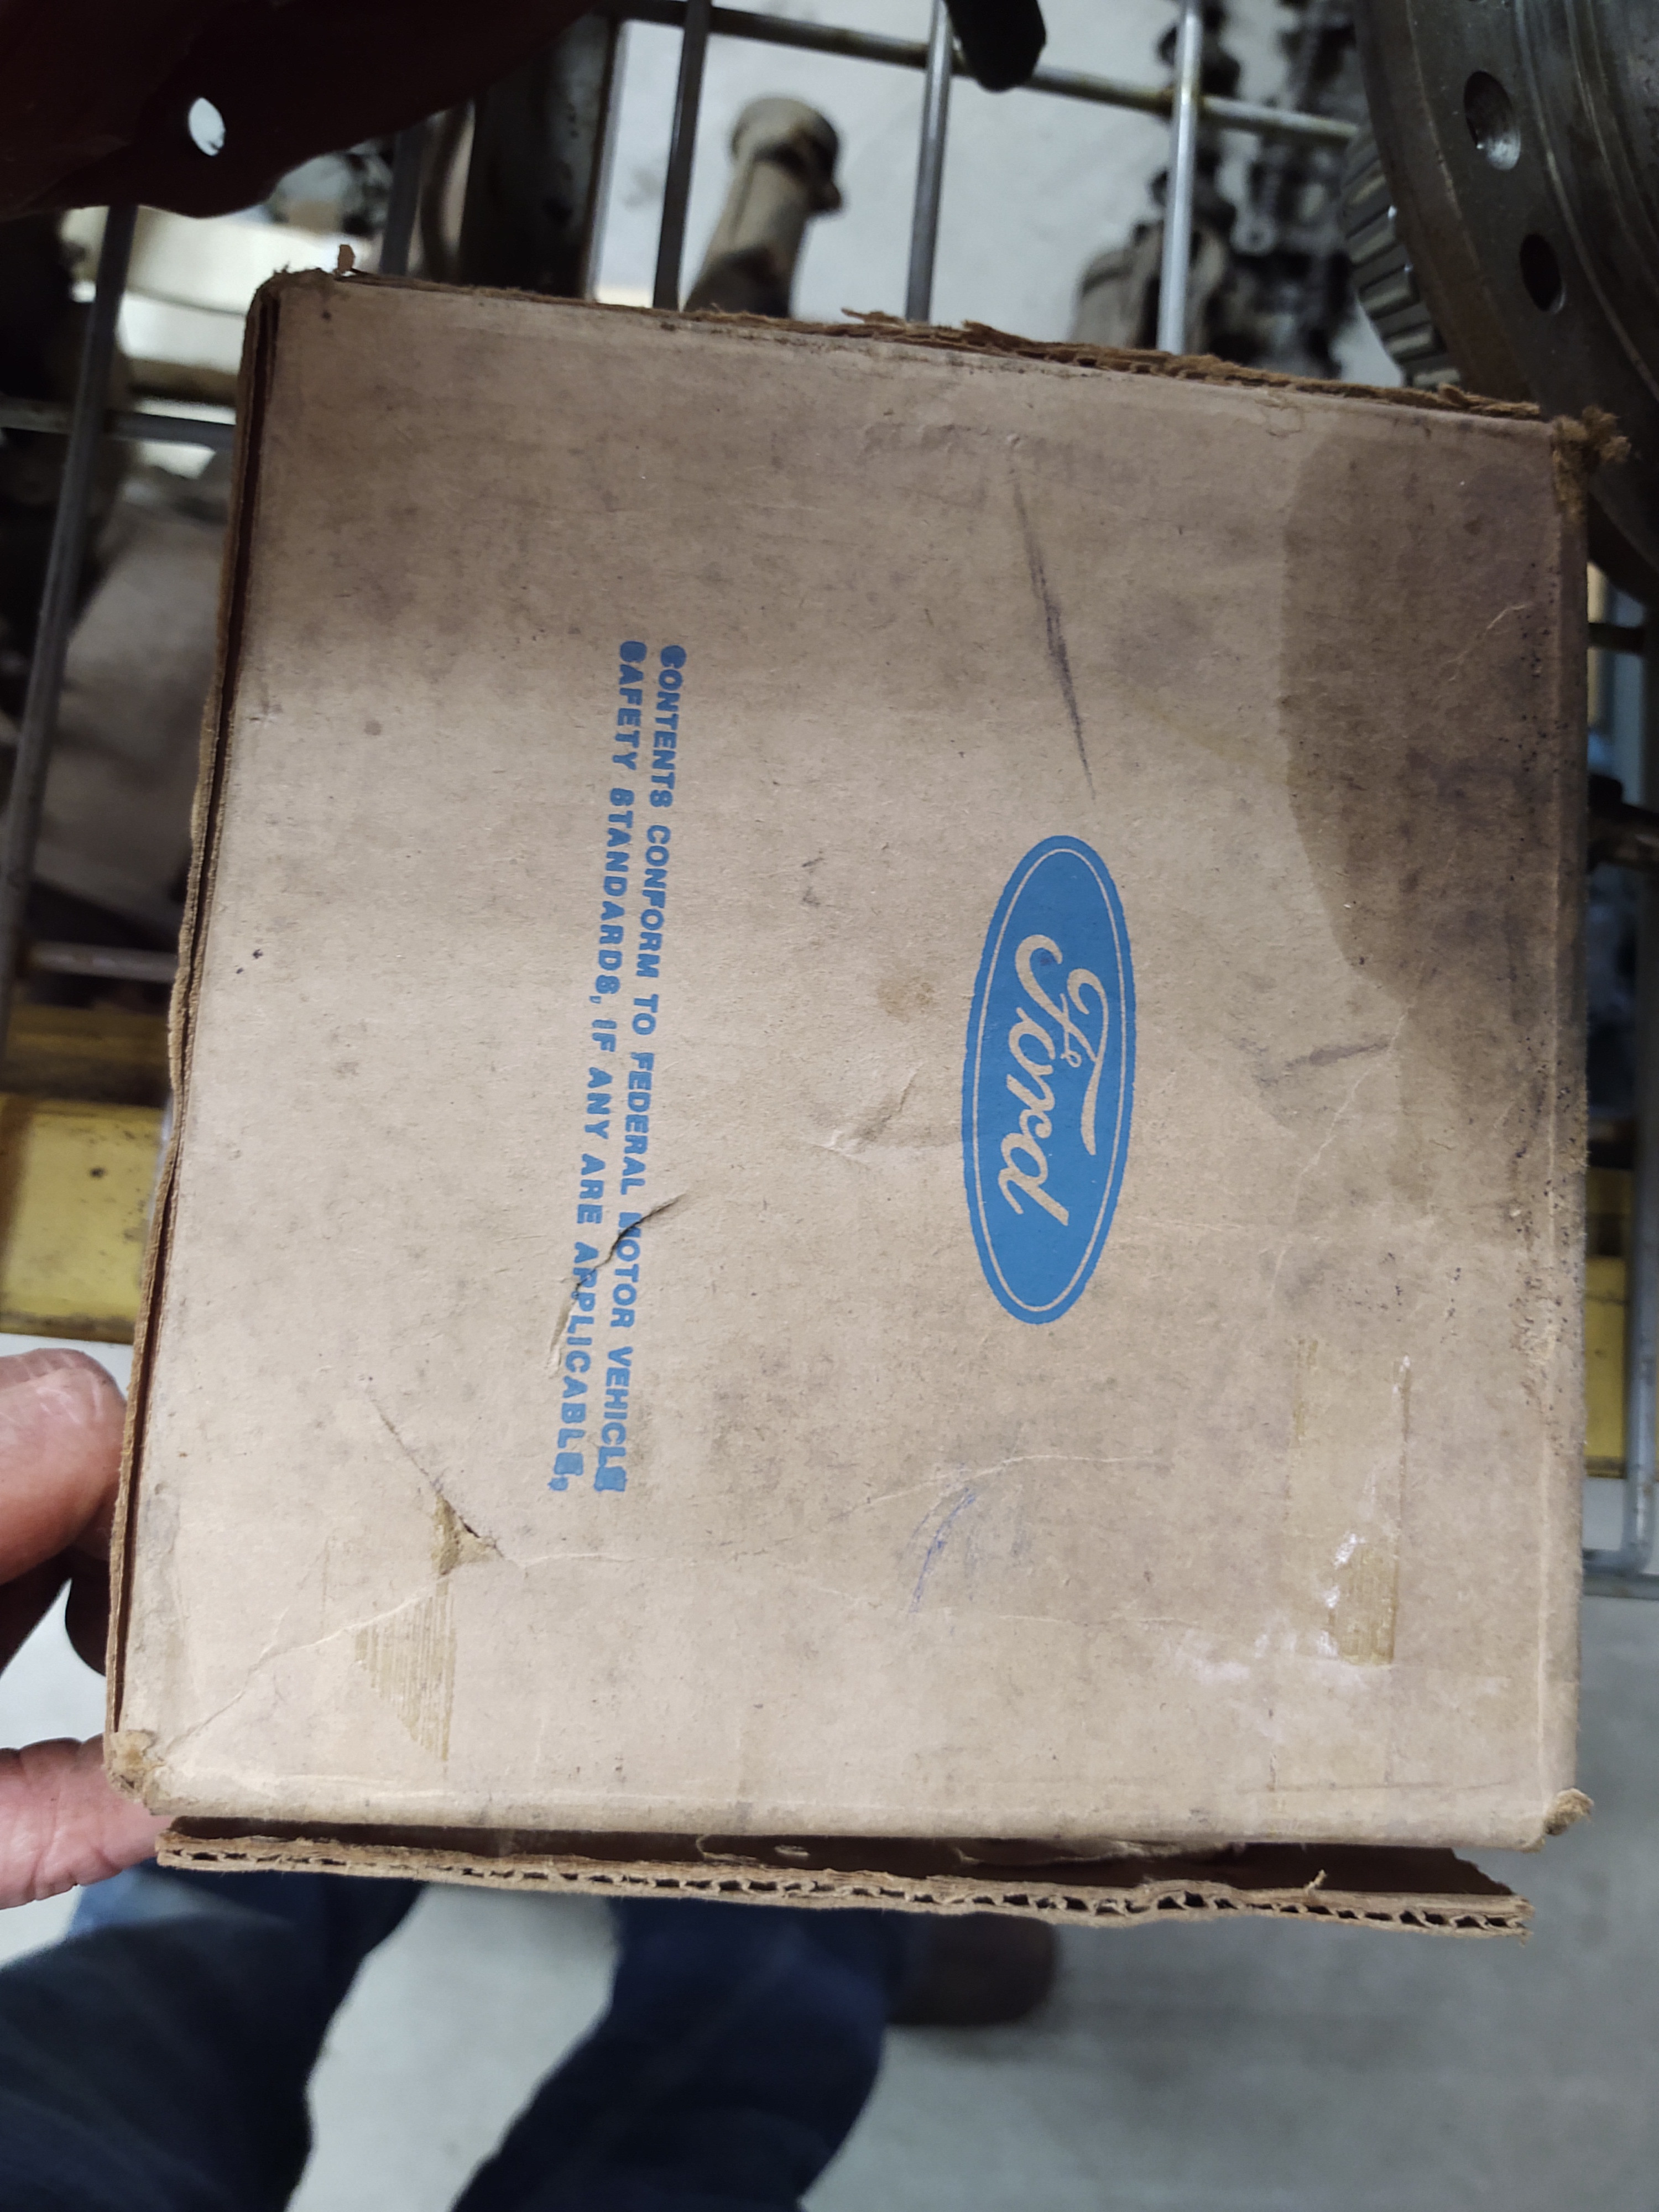 Ford
CONTENTS CONFORM TO FEDERAL MOTOR VEHICLE
SAFETY STANDARDS, IF ANY ARE APPLICABLE,